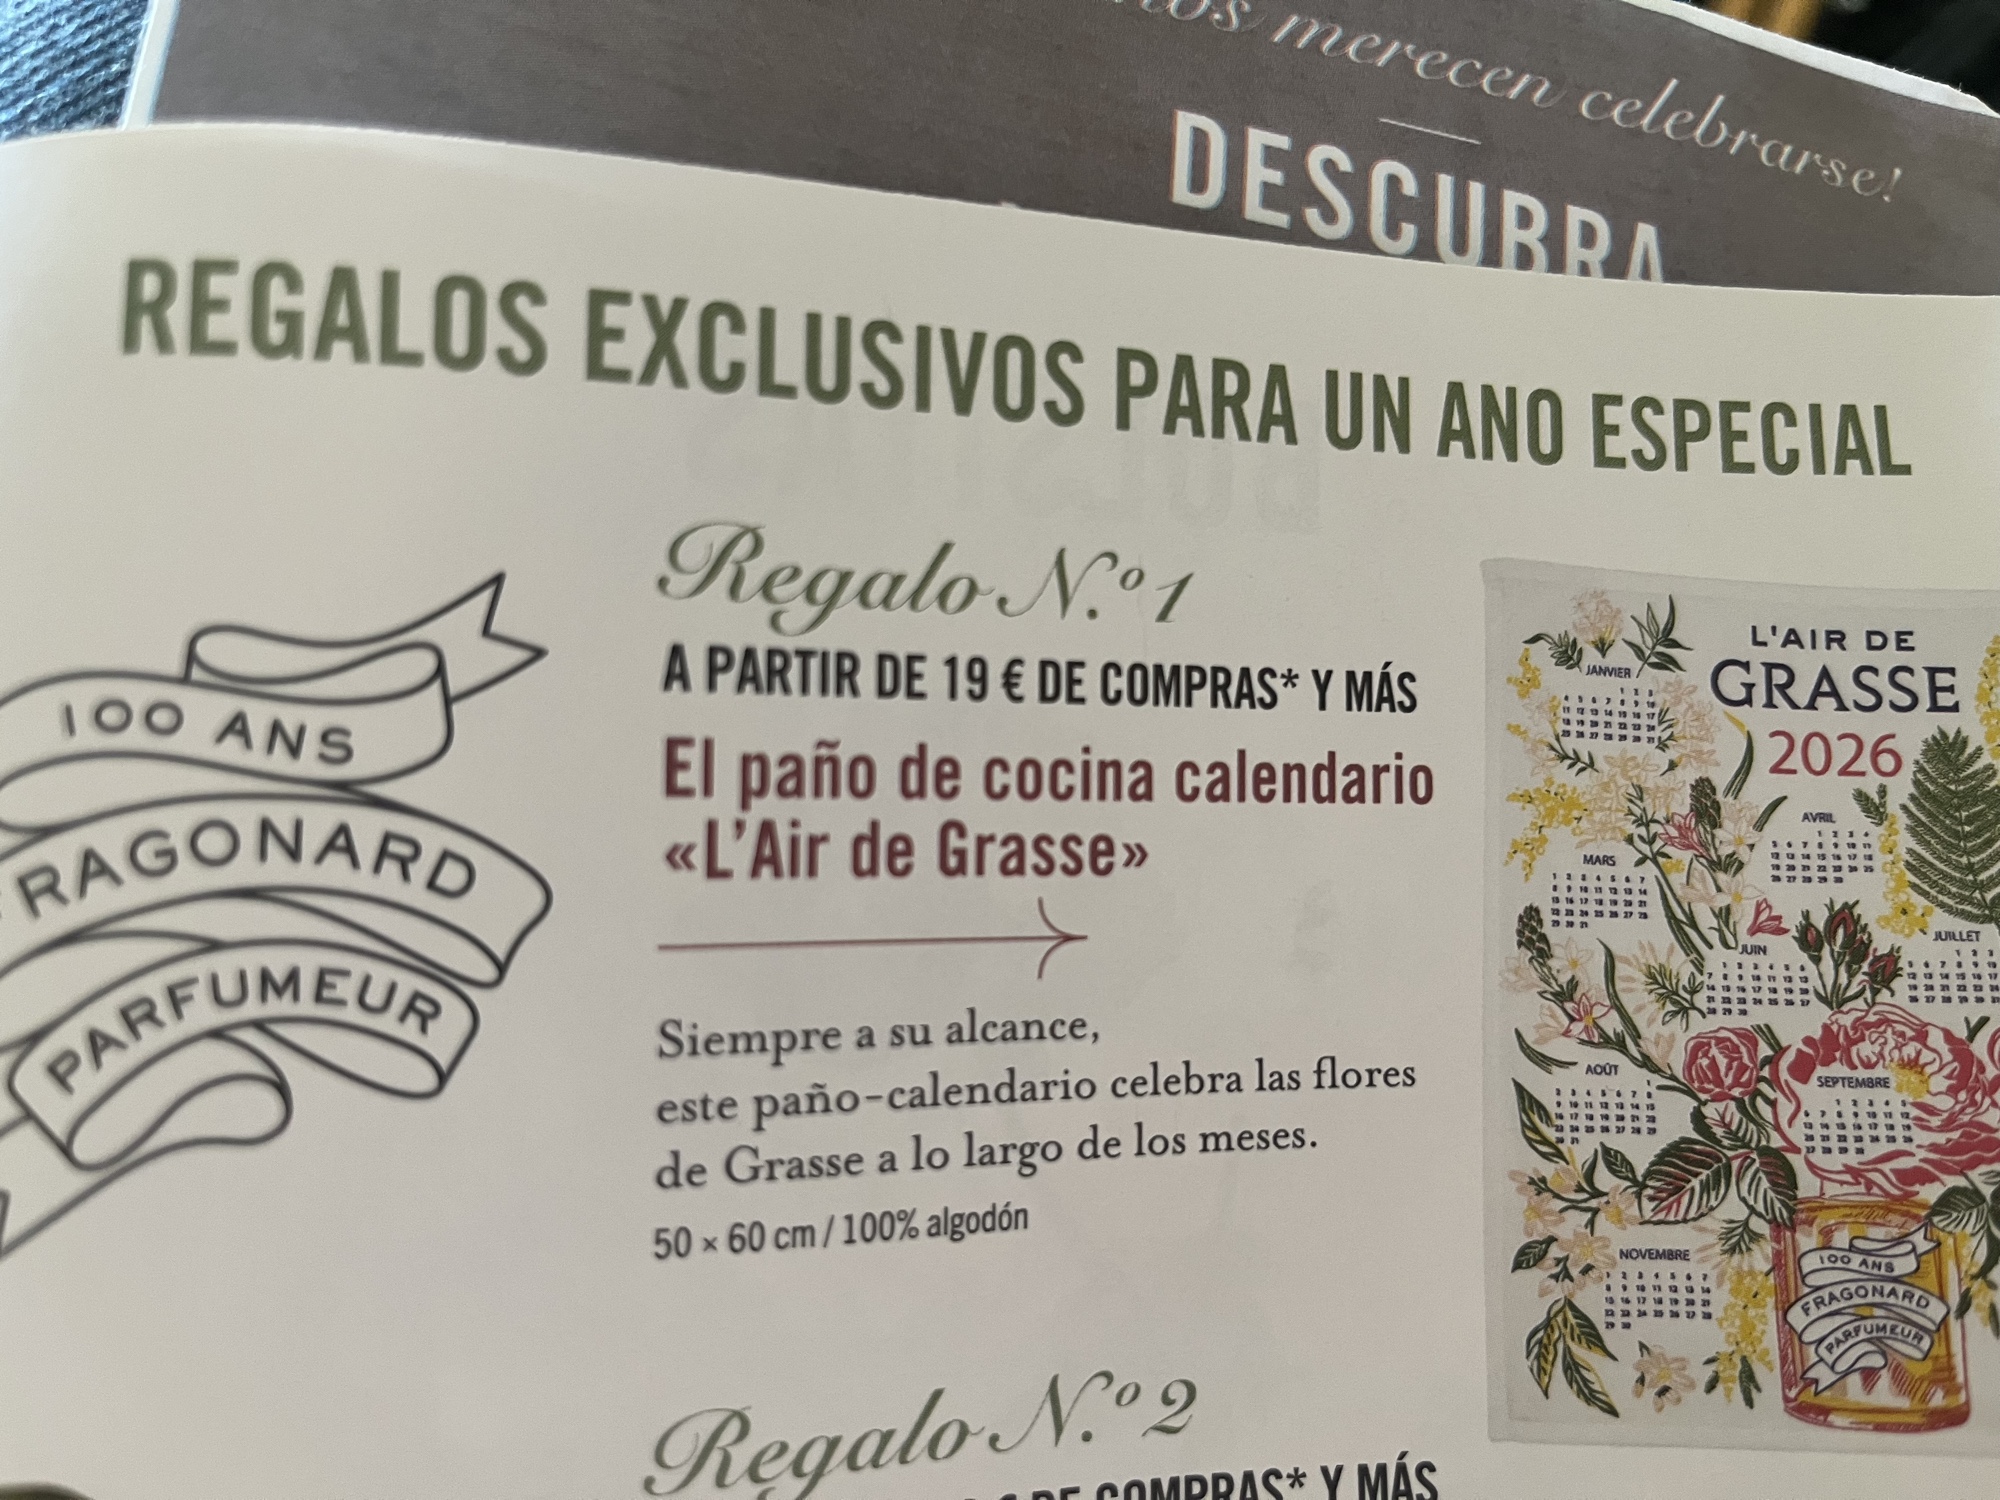 merecen celebrarse!
DESCUBRA
REGALOS EXCLUSIVOS PARA UN ANO ESPECIAL
100 ANS
FRAGONARD
PARFUMEUR
Regalo N.º 1
A PARTIR DE 19 € DE COMPRAS* Y MÁS
El paño de cocina calendario
«L'Air de Grasse»
Siempre a su alcance,
este paño-calendario celebra las flores
de Grasse a lo largo de los meses.
50 × 60 cm / 100% algodón
Regalo N.º 2
€ DE COMPRAS* Y MÁS
L'AIR DE
GRASSE
2026
JANVIER
AVRIL
MARS
JUIN
JUILLET
AOÛT
SEPTEMBRE
NOVEMBRE
100 ANS
FRAGONARD
PARFUMEUR